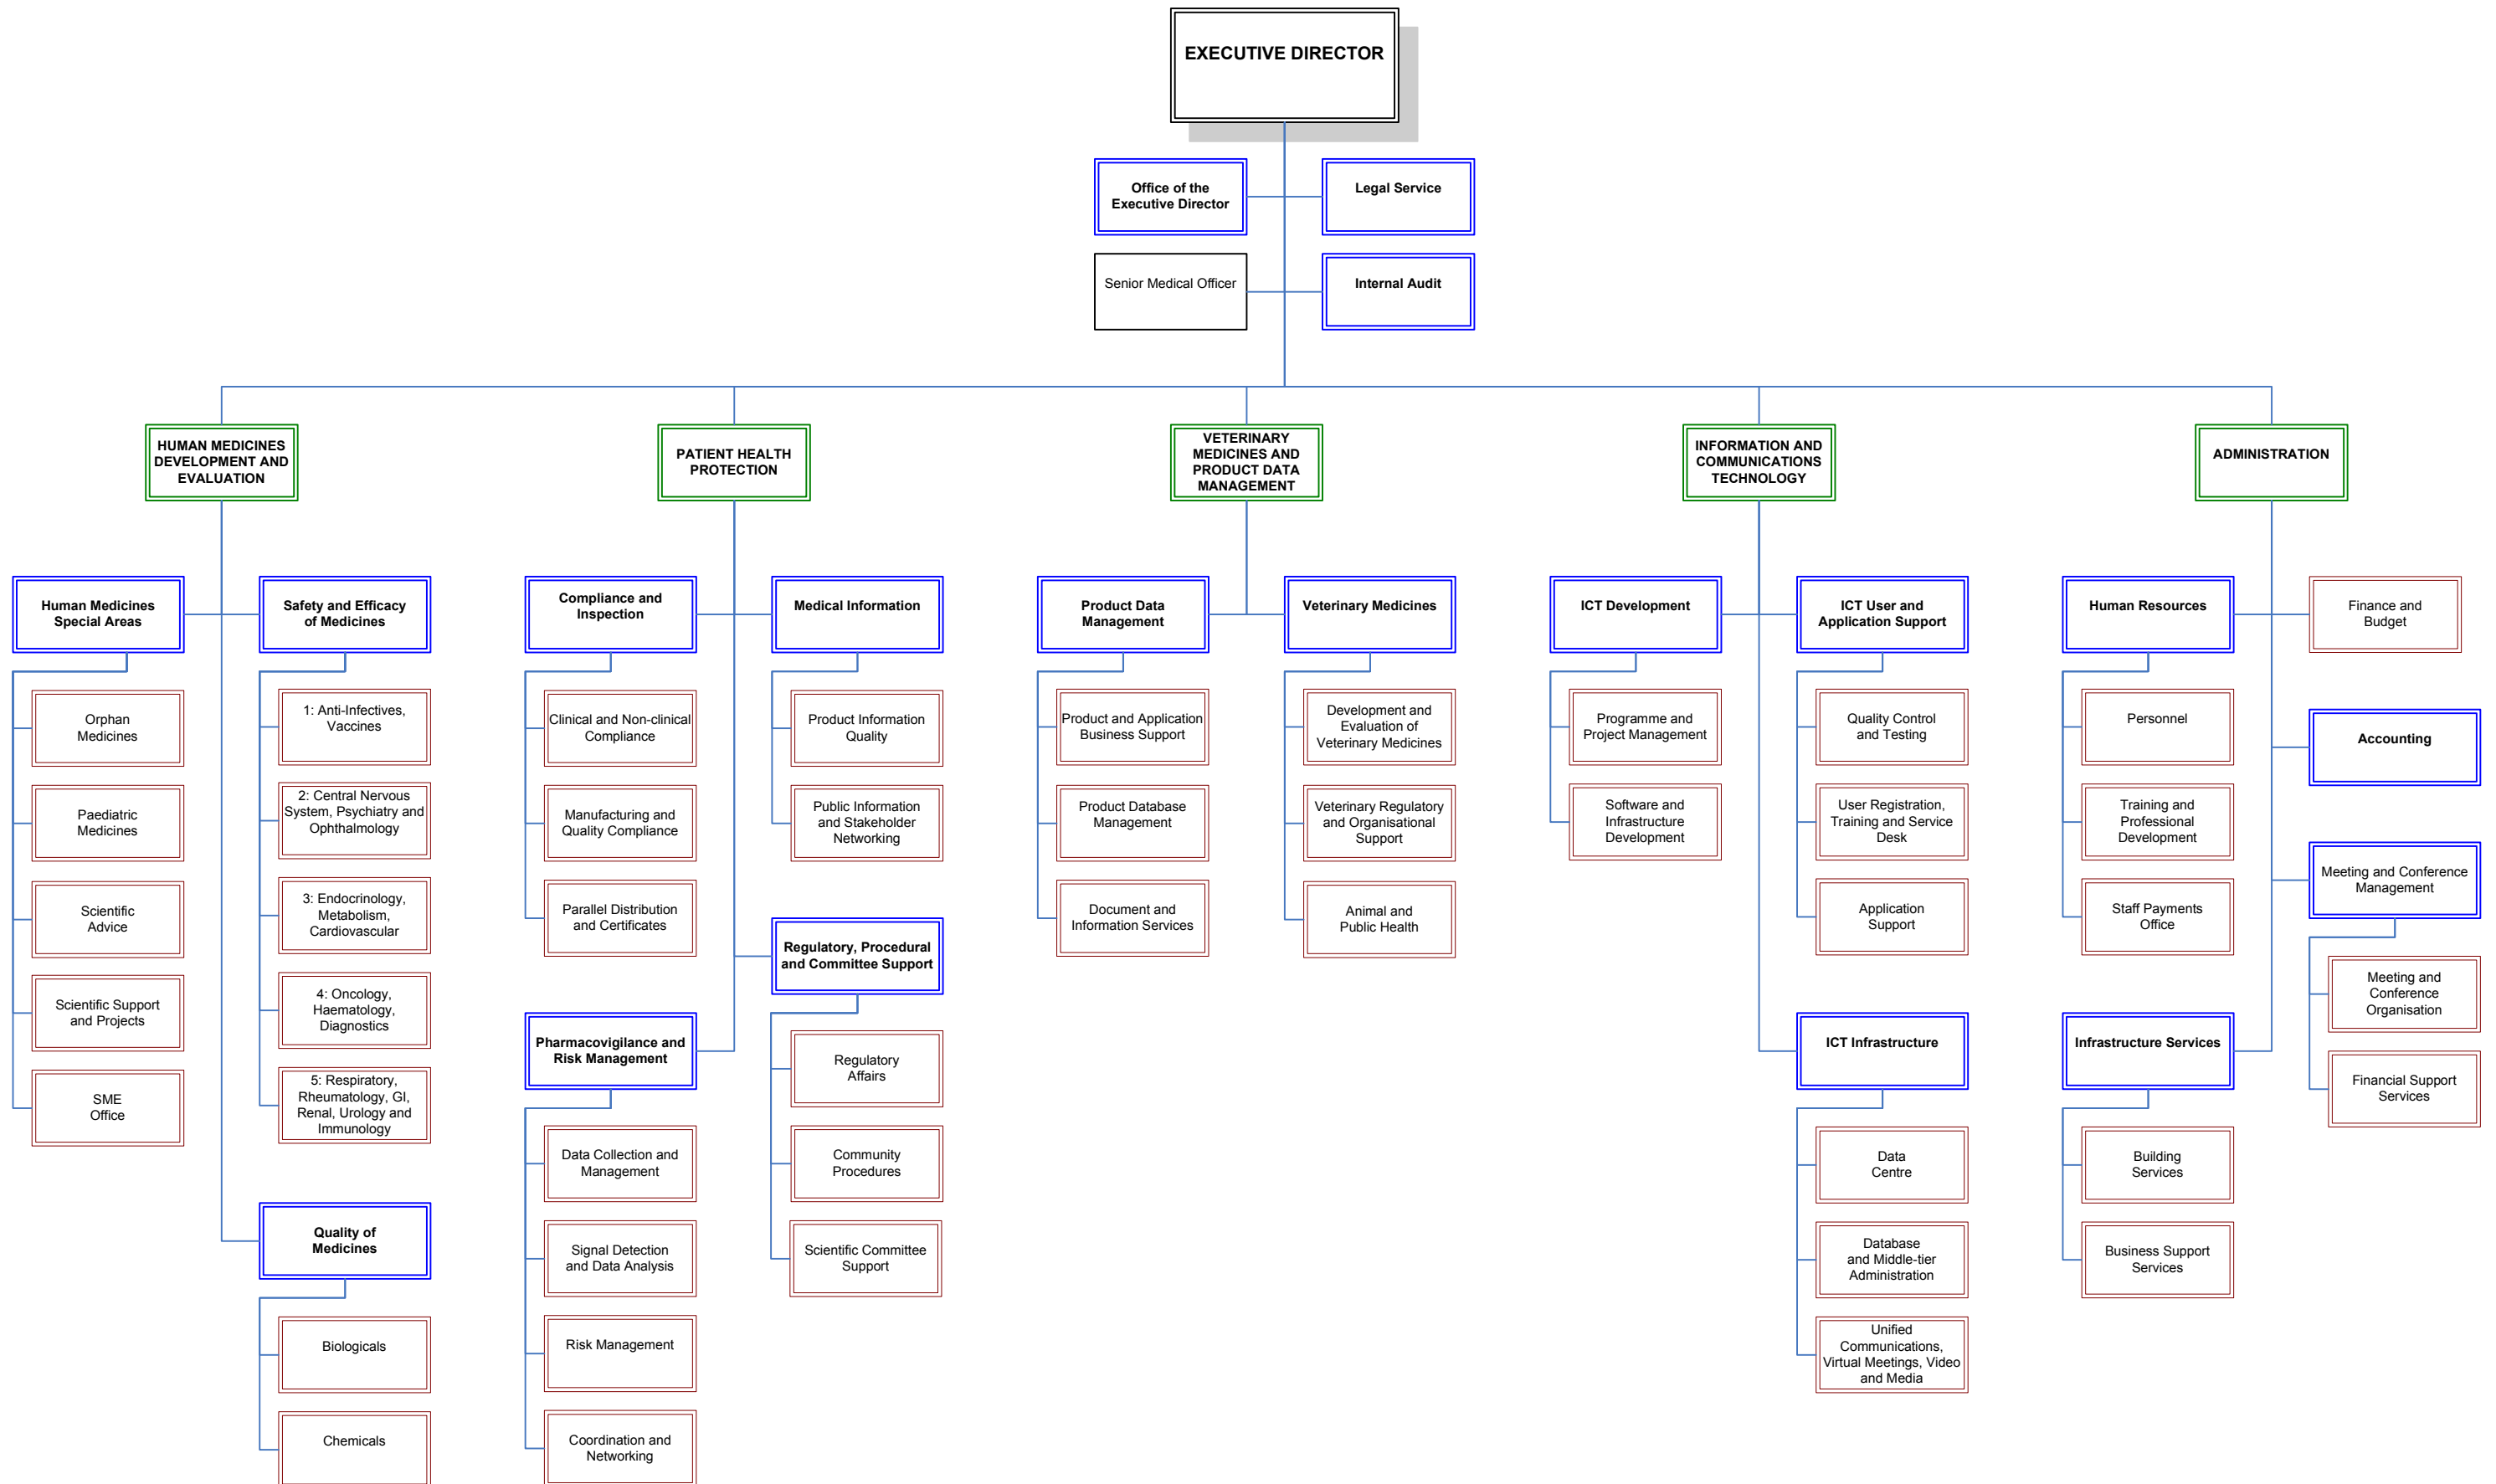 EXECUTIVE DIRECTOR
Office of the
Executive Director
Legal Service
Senior Medical Officer
Internal Audit
HUMAN MEDICINES
DEVELOPMENT AND
EVALUATION
PATIENT HEALTH
PROTECTION
VETERINARY
MEDICINES AND
PRODUCT DATA
MANAGEMENT
INFORMATION AND
COMMUNICATIONS
TECHNOLOGY
ADMINISTRATION
Human Medicines
Special Areas
Orphan
Medicines
Paediatric
Medicines
Scientific
Advice
Scientific Support
and Projects
SME
Office
Safety and Efficacy
of Medicines
1: Anti-Infectives,
Vaccines
2: Central Nervous
System, Psychiatry and
Ophthalmology
3: Endocrinology,
Metabolism,
Cardiovascular
4: Oncology,
Haematology,
Diagnostics
5: Respiratory,
Rheumatology, GI,
Renal, Urology and
Immunology
Quality of
Medicines
Biologicals
Chemicals
Compliance and
Inspection
Clinical and Non-clinical
Compliance
Manufacturing and
Quality Compliance
Parallel Distribution
and Certificates
Pharmacovigilance and
Risk Management
Data Collection and
Management
Signal Detection
and Data Analysis
Risk Management
Coordination and
Networking
Medical Information
Product Information
Quality
Public Information
and Stakeholder
Networking
Regulatory, Procedural
and Committee Support
Regulatory
Affairs
Community
Procedures
Scientific Committee
Support
Product Data
Management
Product and Application
Business Support
Product Database
Management
Document and
Information Services
Veterinary Medicines
Development and
Evaluation of
Veterinary Medicines
Veterinary Regulatory
and Organisational
Support
Animal and
Public Health
ICT Development
Programme and
Project Management
Software and
Infrastructure
Development
ICT User and
Application Support
Quality Control
and Testing
User Registration,
Training and Service
Desk
Application
Support
ICT Infrastructure
Data
Centre
Database
and Middle-tier
Administration
Unified
Communications,
Virtual Meetings, Video
and Media
Human Resources
Personnel
Training and
Professional
Development
Staff Payments
Office
Infrastructure Services
Building
Services
Business Support
Services
Finance and
Budget
Accounting
Meeting and Conference
Management
Meeting and
Conference
Organisation
Financial Support
Services